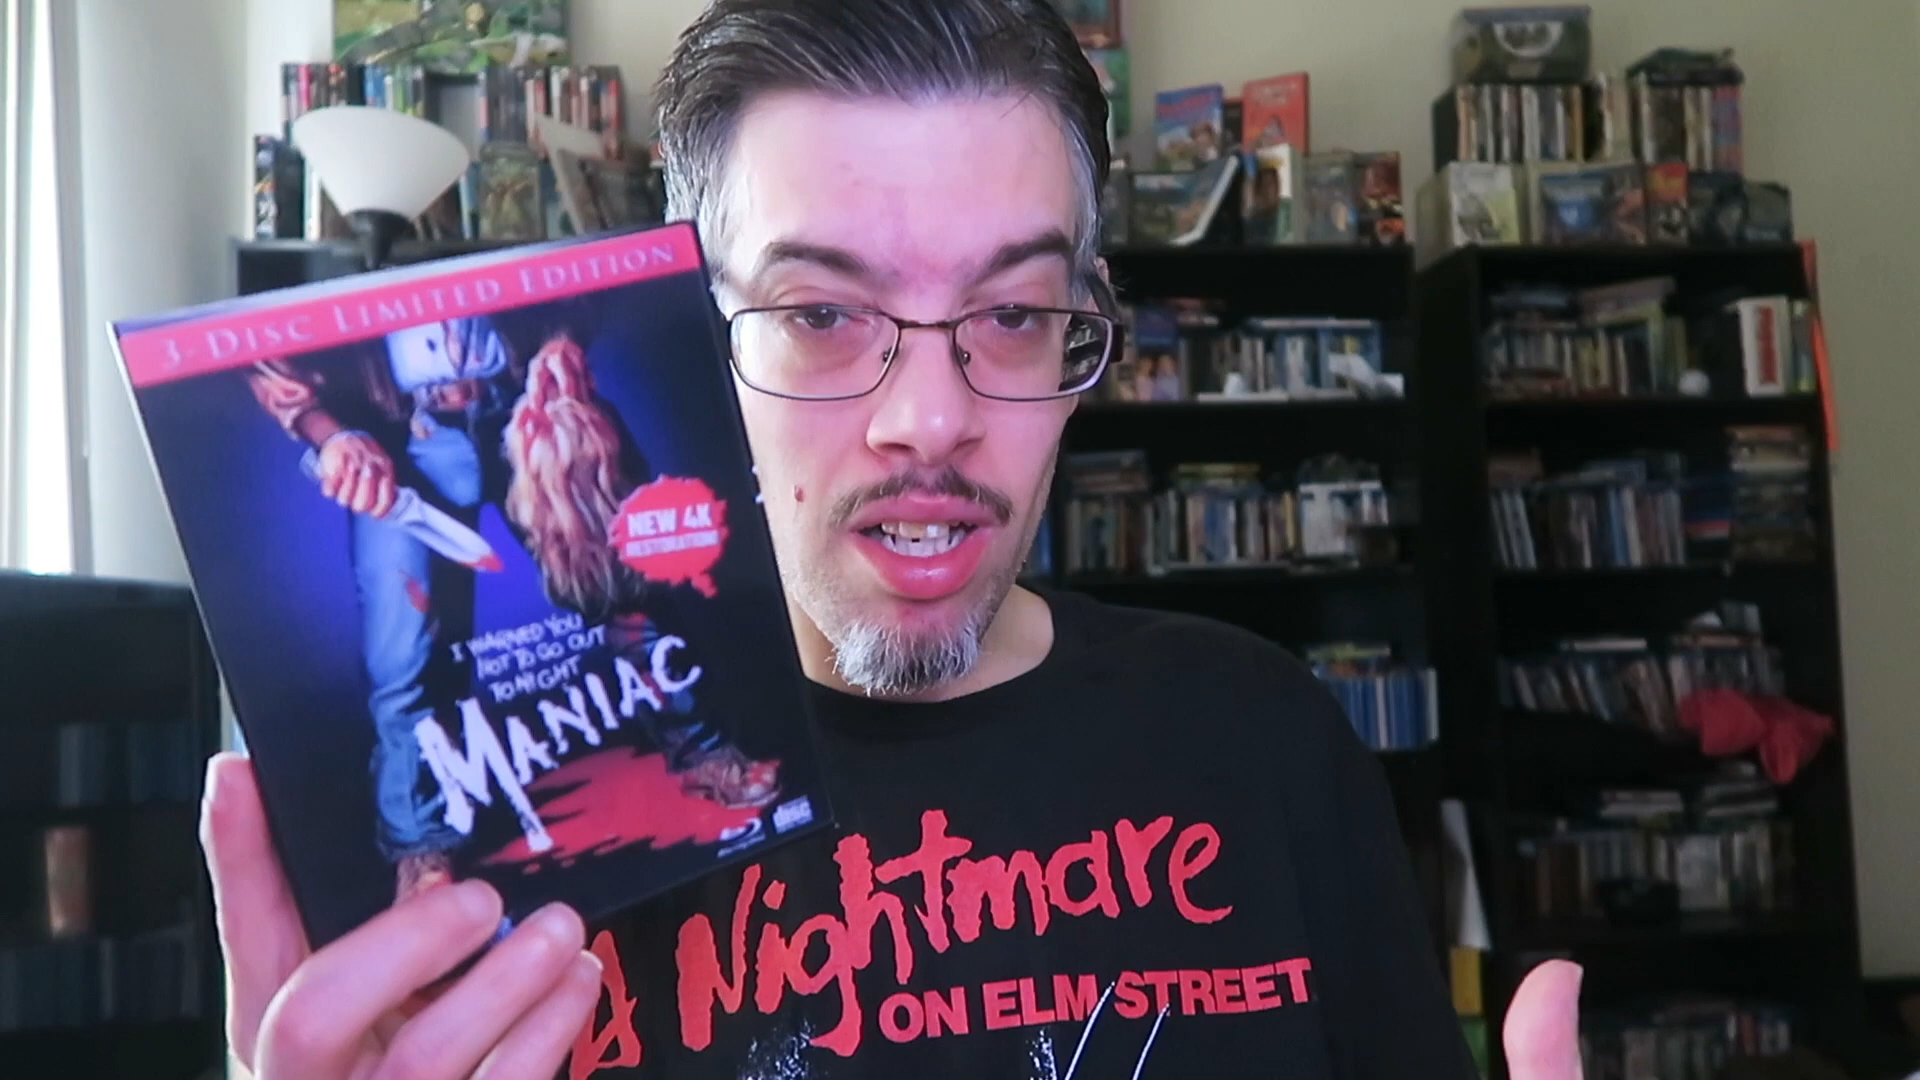 3-DISC LIMITED EDITION
NEW 4K
RESTORATION
I WARNED YOU
NOT TO GO OUT
TONIGHT
MANIAC
A Nightmare
ON ELM STREET